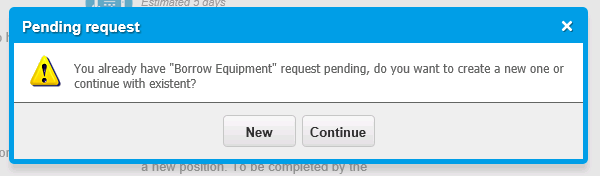 Estimated 5 days
Pending request
You already have "Borrow Equipment" request pending, do you want to create a new one or
continue with existent?
New
Continue
a new position. To be completed by the